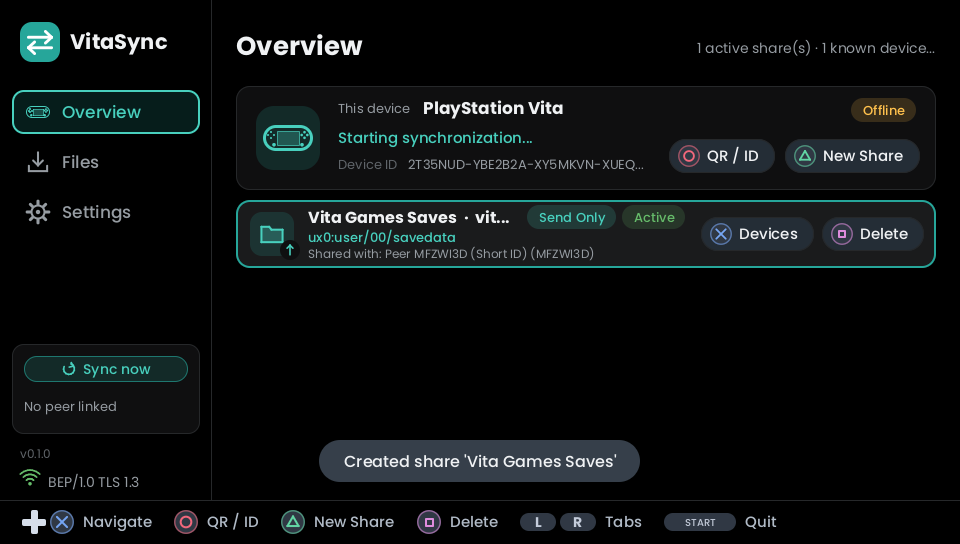 VitaSync
Overview
Files
Settings
Sync now
No peer linked
v0.1.0
BEP/1.0 TLS 1.3
Overview
1 active share(s) · 1 known device...
This device PlayStation Vita
Offline
Starting synchronization...
Device ID 2T35NUD-YBE2B2A-XY5MKVN-XUEQ...
QR / ID
New Share
Vita Games Saves · vit...
Send Only
Active
ux0:user/00/savedata
Shared with: Peer MFZWI3D (Short ID) (MFZWI3D)
Devices
Delete
Created share 'Vita Games Saves'
Navigate QR / ID New Share Delete L R Tabs START Quit